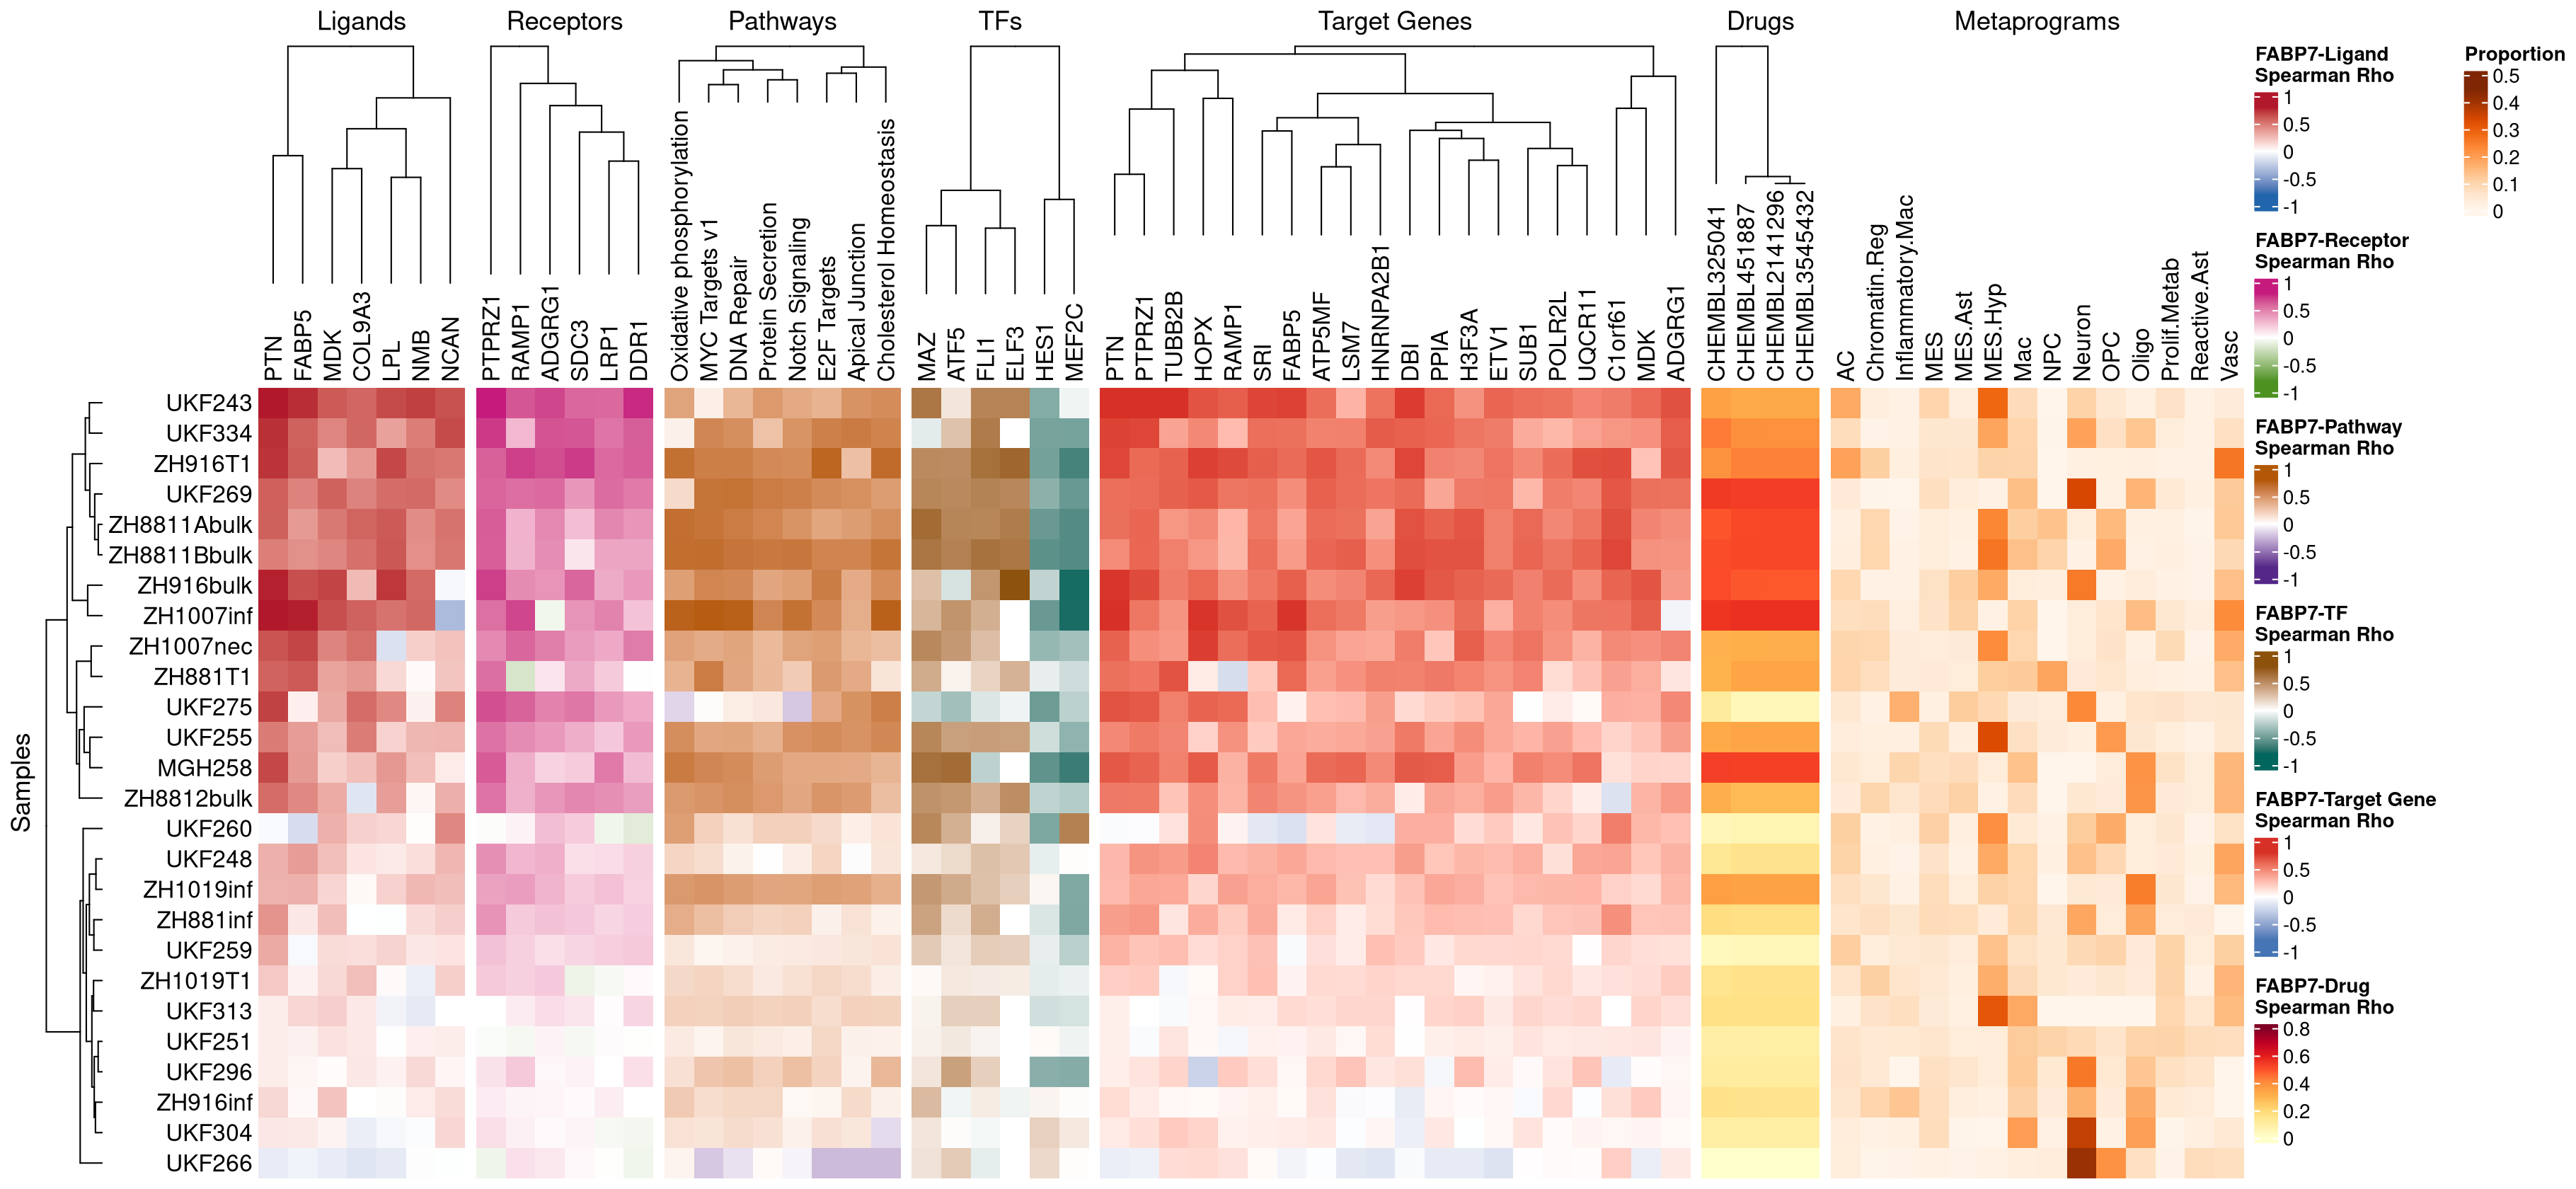 Ligands Receptors Pathways TFs Target Genes Drugs Metaprograms
PTN FABP5 MDK COL9A3 LPL NMB NCAN
PTPRZ1 RAMP1 ADGRG1 SDC3 LRP1 DDR1
Oxidative phosphorylation MYC Targets v1 DNA Repair Protein Secretion Notch Signaling E2F Targets Apical Junction Cholesterol Homeostasis
MAZ ATF5 FLI1 ELF3 HES1 MEF2C
PTN PTPRZ1 TUBB2B HOPX RAMP1 SRI FABP5 ATP5MF LSM7 HNRNPA2B1 DBI PPIA H3F3A ETV1 SUB1 POLR2L UQCR11 C1orf61 MDK ADGRG1
CHEMBL325041 CHEMBL451887 CHEMBL2141296 CHEMBL3545432
AC Chromatin.Reg Inflammatory.Mac MES MES.Ast MES.Hyp Mac NPC Neuron OPC Oligo Prolif.Metab Reactive.Ast Vasc
Samples
UKF243
UKF334
ZH916T1
UKF269
ZH8811Abulk
ZH8811Bbulk
ZH916bulk
ZH1007inf
ZH1007nec
ZH881T1
UKF275
UKF255
MGH258
ZH8812bulk
UKF260
UKF248
ZH1019inf
ZH881inf
UKF259
ZH1019T1
UKF313
UKF251
UKF296
ZH916inf
UKF304
UKF266
FABP7-Ligand
Spearman Rho
1
0.5
0
-0.5
-1
FABP7-Receptor
Spearman Rho
1
0.5
0
-0.5
-1
FABP7-Pathway
Spearman Rho
1
0.5
0
-0.5
-1
FABP7-TF
Spearman Rho
1
0.5
0
-0.5
-1
FABP7-Target Gene
Spearman Rho
1
0.5
0
-0.5
-1
FABP7-Drug
Spearman Rho
0.8
0.6
0.4
0.2
0
Proportion
0.5
0.4
0.3
0.2
0.1
0